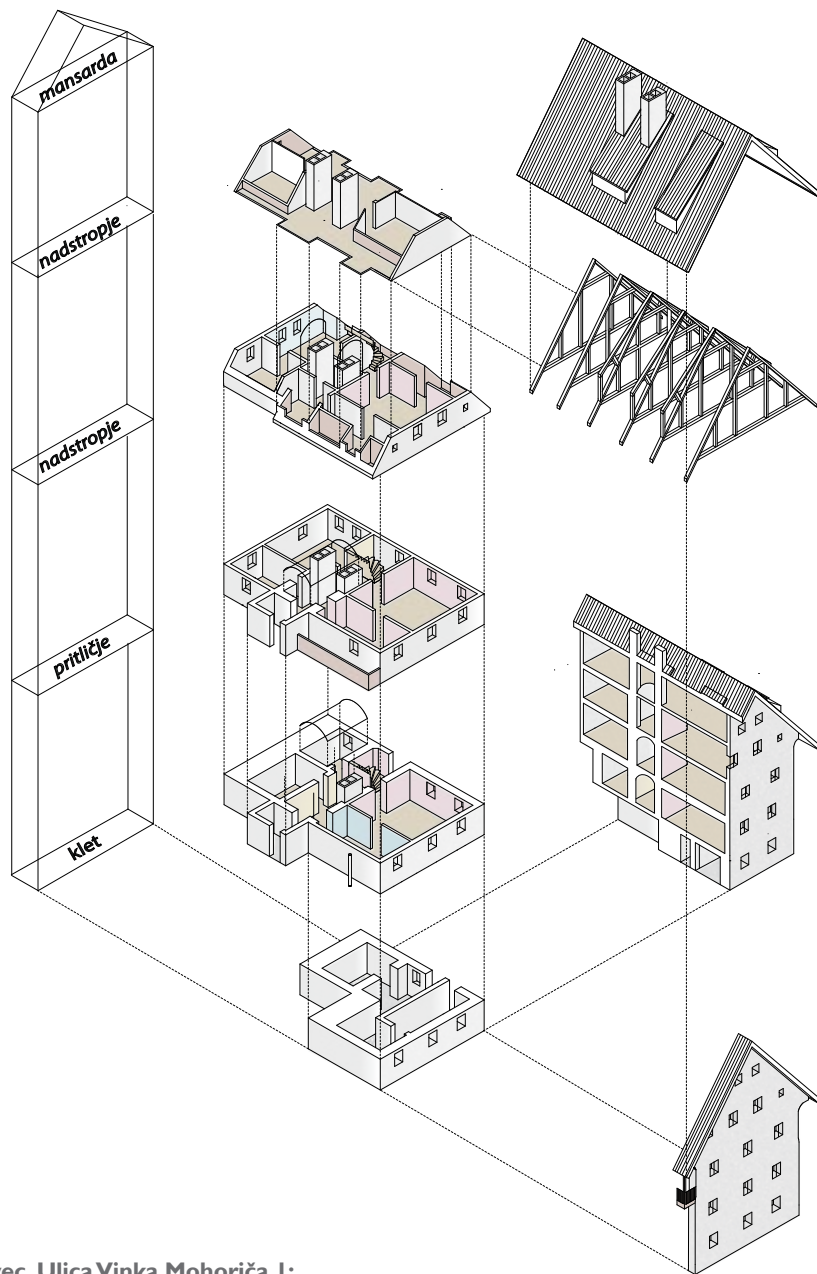 mansarda
nadstropje
nadstropje
pritličje
klet
Ulica Vinka Mohoriča 1: